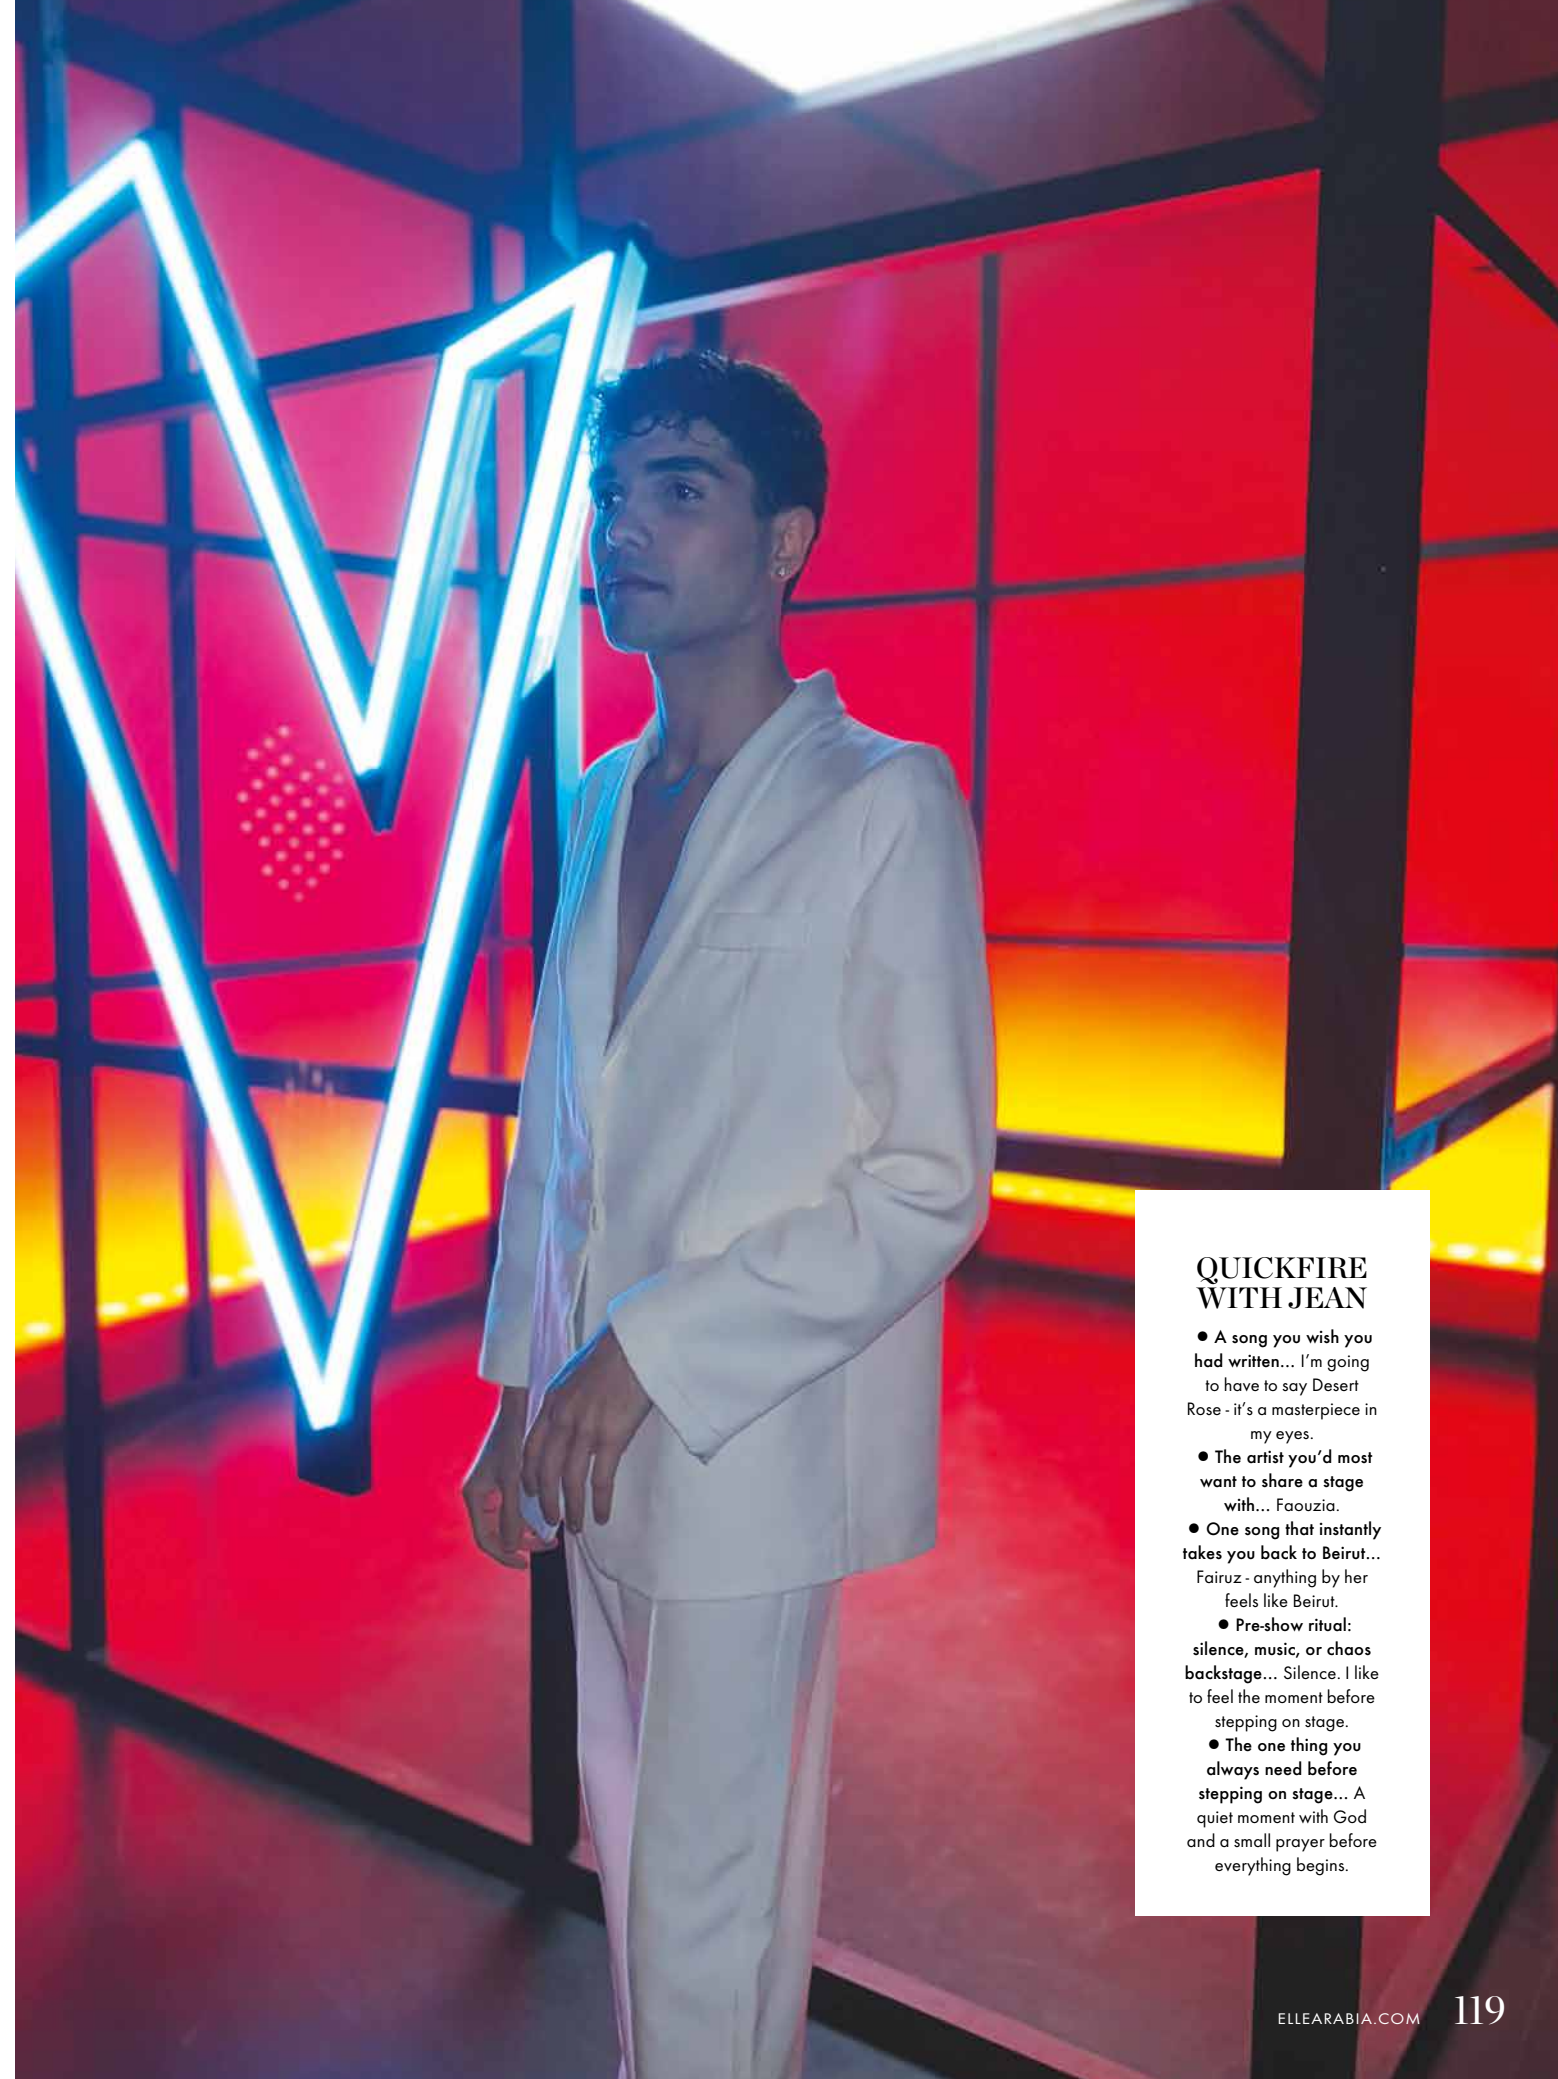 QUICKFIRE
WITH JEAN
● A song you wish you
had written... I'm going
to have to say Desert
Rose - it's a masterpiece in
my eyes.
● The artist you'd most
want to share a stage
with... Faouzia.
● One song that instantly
takes you back to Beirut...
Fairuz - anything by her
feels like Beirut.
● Pre-show ritual:
silence, music, or chaos
backstage... Silence. I like
to feel the moment before
stepping on stage.
● The one thing you
always need before
stepping on stage... A
quiet moment with God
and a small prayer before
everything begins.
ELLEARABIA.COM 119